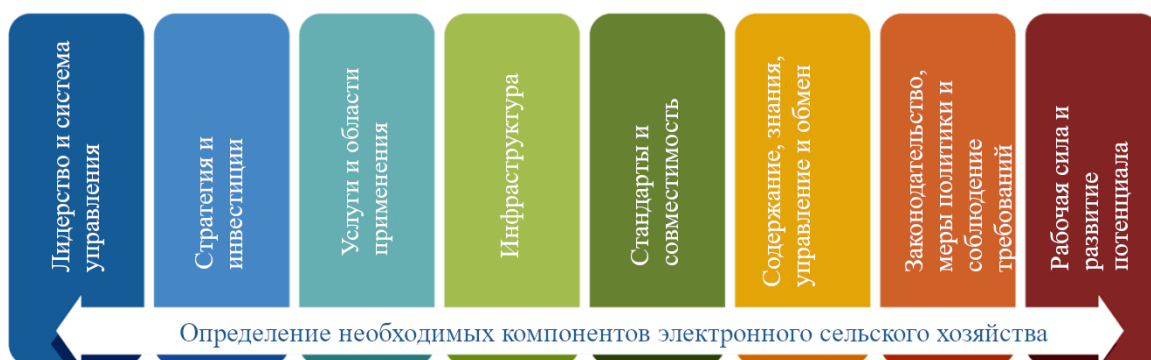 Лидерство и система
управления
Стратегия и
инвестиции
Услуги и области
применения
Инфраструктура
Стандарты и
совместимость
Содержание, знания,
управление и обмен
Законодательство,
меры политики и
соблюдение
требований
Рабочая сила и
развитие
потенциала
Определение необходимых компонентов электронного сельского хозяйства